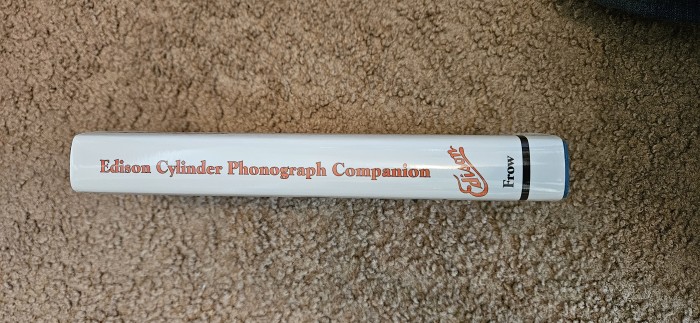 Edison Cylinder Phonograph Companion
Edison
Frow